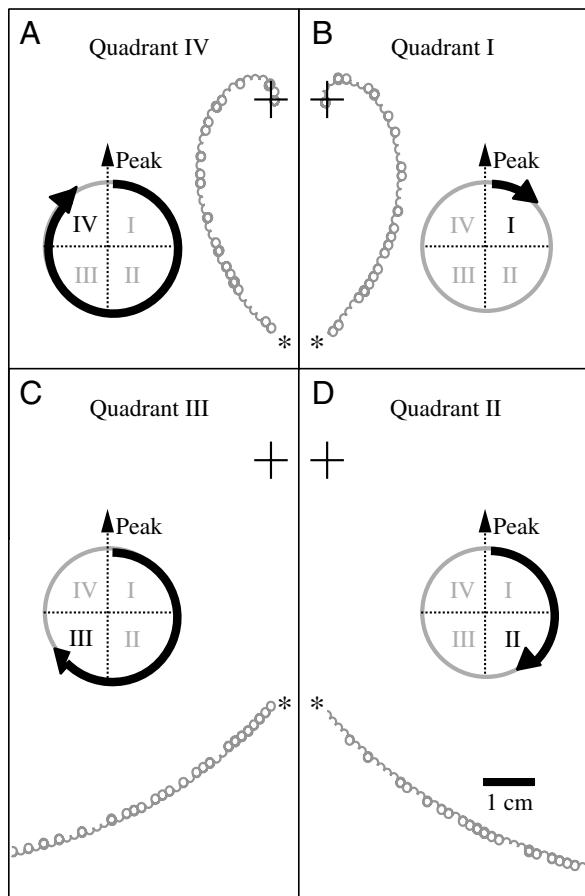 A
Quadrant IV
Peak
IV
I
III
II
*
B
Quadrant I
Peak
IV
I
III
II
*
C
Quadrant III
Peak
IV
I
III
II
*
D
Quadrant II
Peak
IV
I
III
II
*
1 cm